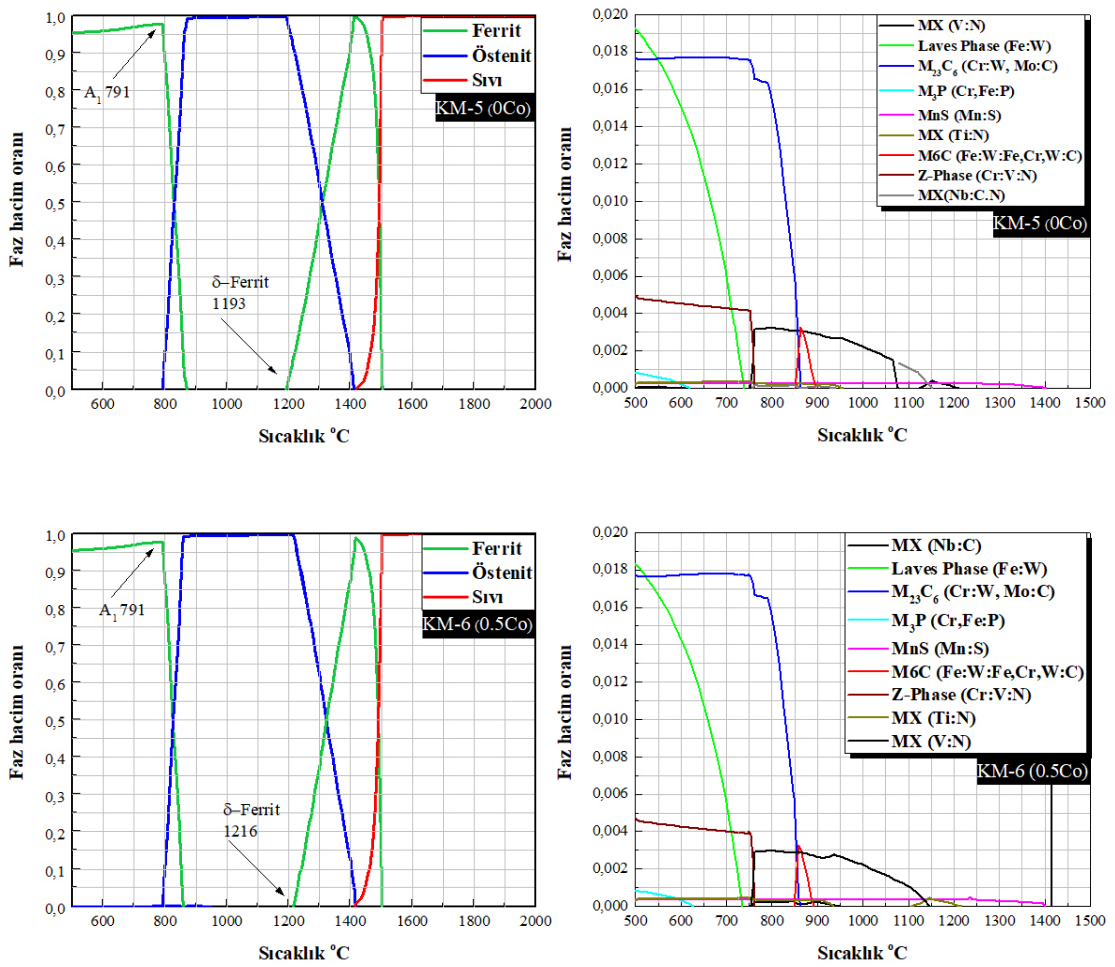 1,0
0,9
0,8
0,7
0,6
0,5
0,4
0,3
0,2
0,1
0,0
Faz hacim oranı
600 800 1000 1200 1400 1600 1800 2000
Sıcaklık °C
A1 791
δ–Ferrit
1193
Ferrit
Östenit
Sıvı
KM-5 (0Co)
0,020
0,018
0,016
0,014
0,012
0,010
0,008
0,006
0,004
0,002
0,000
Faz hacim oranı
500 600 700 800 900 1000 1100 1200 1300 1400 1500
Sıcaklık °C
MX (V:N)
Laves Phase (Fe:W)
M23C6 (Cr:W, Mo:C)
M3P (Cr,Fe:P)
MnS (Mn:S)
MX (Ti:N)
M6C (Fe:W:Fe,Cr,W:C)
Z-Phase (Cr:V:N)
MX(Nb:C.N)
KM-5 (0Co)
1,0
0,9
0,8
0,7
0,6
0,5
0,4
0,3
0,2
0,1
0,0
Faz hacim oranı
600 800 1000 1200 1400 1600 1800 2000
Sıcaklık °C
A1 791
δ–Ferrit
1216
Ferrit
Östenit
Sıvı
KM-6 (0.5Co)
0,020
0,018
0,016
0,014
0,012
0,010
0,008
0,006
0,004
0,002
0,000
Faz hacim oranı
500 600 700 800 900 1000 1100 1200 1300 1400 1500
Sıcaklık °C
MX (Nb:C)
Laves Phase (Fe:W)
M23C6 (Cr:W, Mo:C)
M3P (Cr,Fe:P)
MnS (Mn:S)
M6C (Fe:W:Fe,Cr,W:C)
Z-Phase (Cr:V:N)
MX (Ti:N)
MX (V:N)
KM-6 (0.5Co)